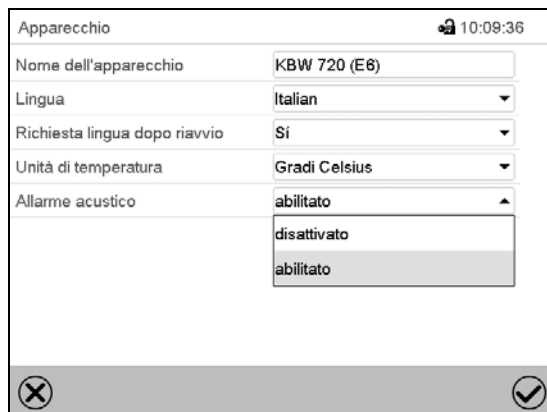 Apparecchio 10:09:36
Nome dell'apparecchio KBW 720 (E6)
Lingua Italian
Richiesta lingua dopo riavvio Sí
Unità di temperatura Gradi Celsius
Allarme acustico abilitato
disattivato
abilitato